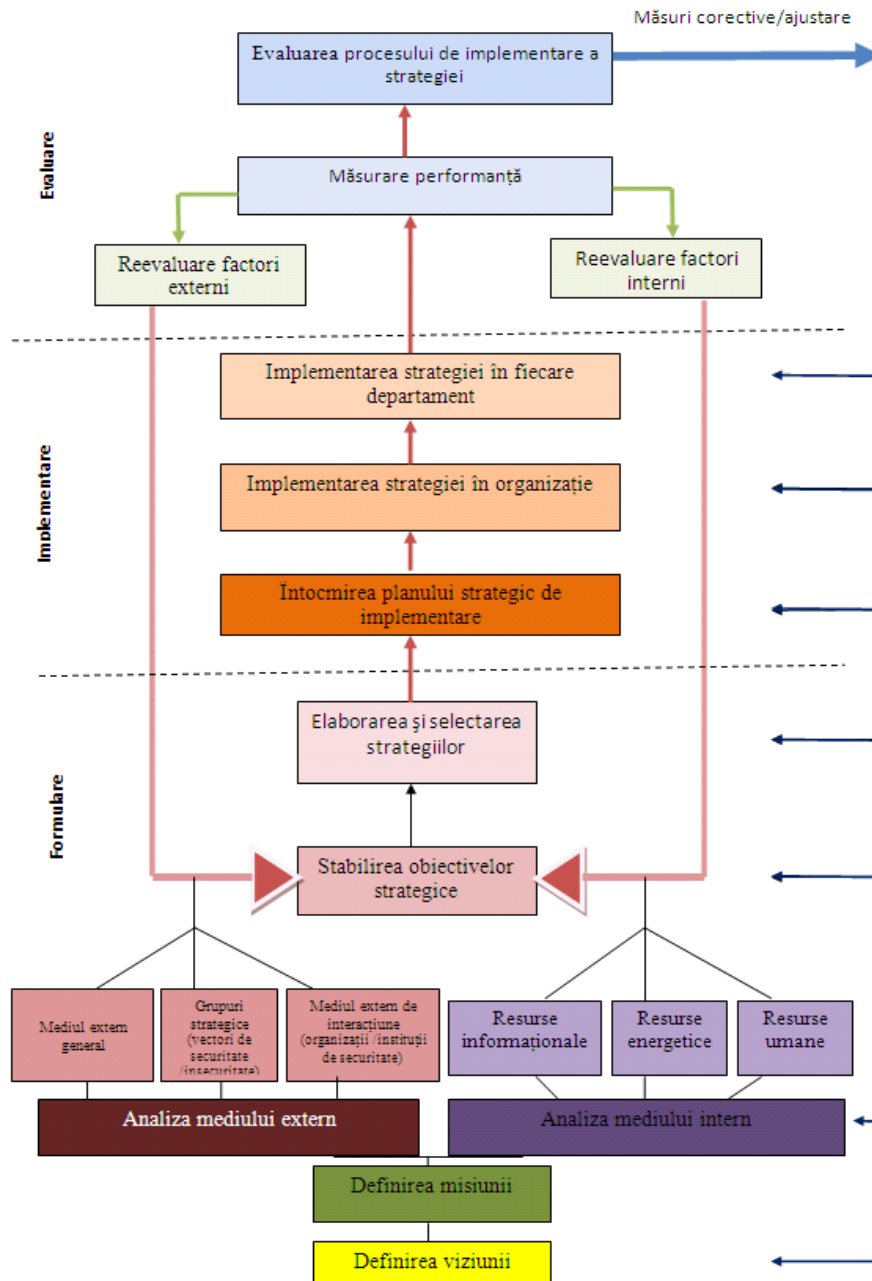 Măsuri corective/ajustare
Evaluarea procesului de implementare a
strategiei
Evaluare
Măsurare performanță
Reevaluare factori
externi
Reevaluare factori
interni
Implementare
Implementarea strategiei în fiecare
departament
Implementarea strategiei în organizație
Întocmirea planului strategic de
implementare
Formulare
Elaborarea şi selectarea
strategiilor
Stabilirea obiectivelor
strategice
Mediul extern
general
Grupuri
strategice
(vectori de
securitate
/insecuritate)
Mediul extern de
interacțiune
(organizații /instituții
de securitate)
Resurse
informaționale
Resurse
energetice
Resurse
umane
Analiza mediului extern
Analiza mediului intern
Definirea misiunii
Definirea viziunii